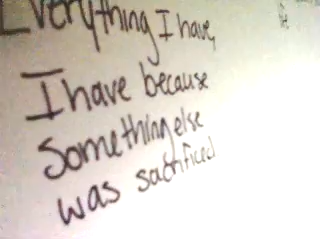 Everything I have,
I have because
Something else
was sacrificed